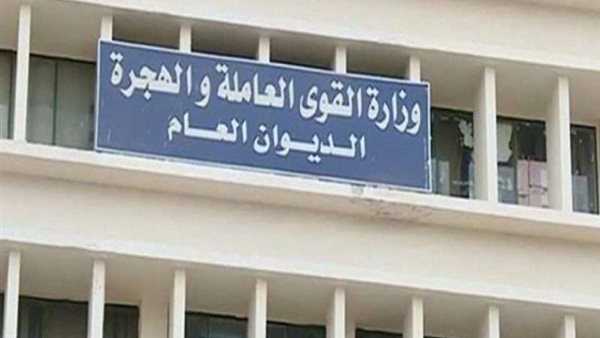 وزارة القوى العاملة و الهجرة
الديوان العام